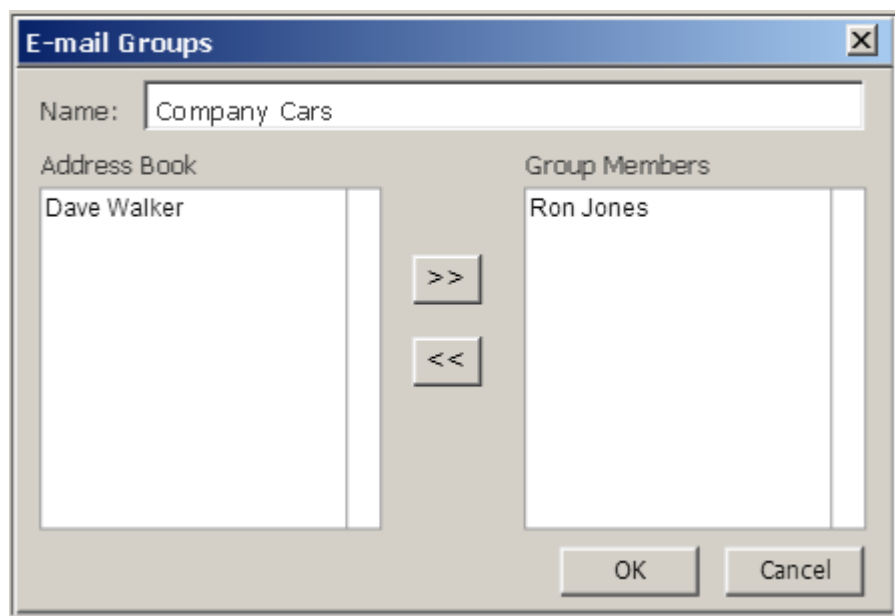 E-mail Groups
Name: Company Cars
Address Book
Group Members
Dave Walker
Ron Jones
>>
<<
OK
Cancel